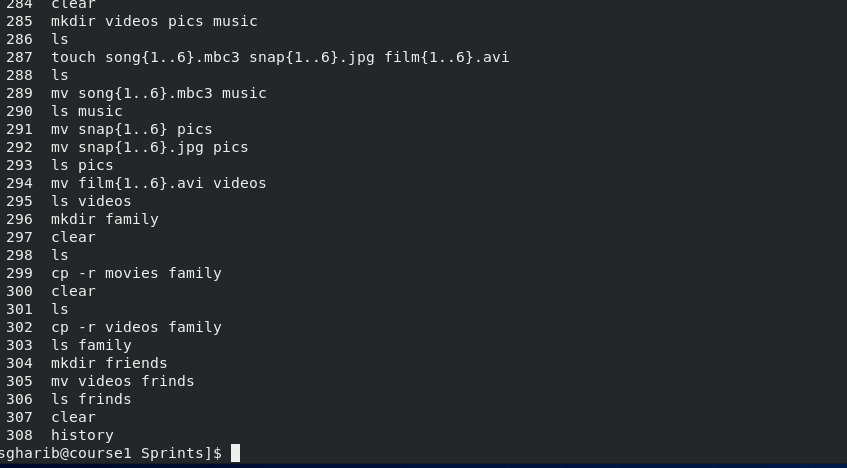 284 clear
285 mkdir videos pics music
286 ls
287 touch song{1..6}.mbc3 snap{1..6}.jpg film{1..6}.avi
288 ls
289 mv song{1..6}.mbc3 music
290 ls music
291 mv snap{1..6} pics
292 mv snap{1..6}.jpg pics
293 ls pics
294 mv film{1..6}.avi videos
295 ls videos
296 mkdir family
297 clear
298 ls
299 cp -r movies family
300 clear
301 ls
302 cp -r videos family
303 ls family
304 mkdir friends
305 mv videos frinds
306 ls frinds
307 clear
308 history
sgharib@course1 Sprints]$